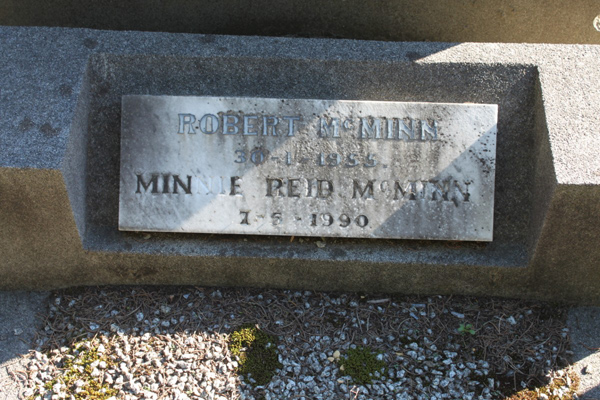 ROBERT McMINN
30-1-1955.
MINNIE REID McMINN
7-5-1990